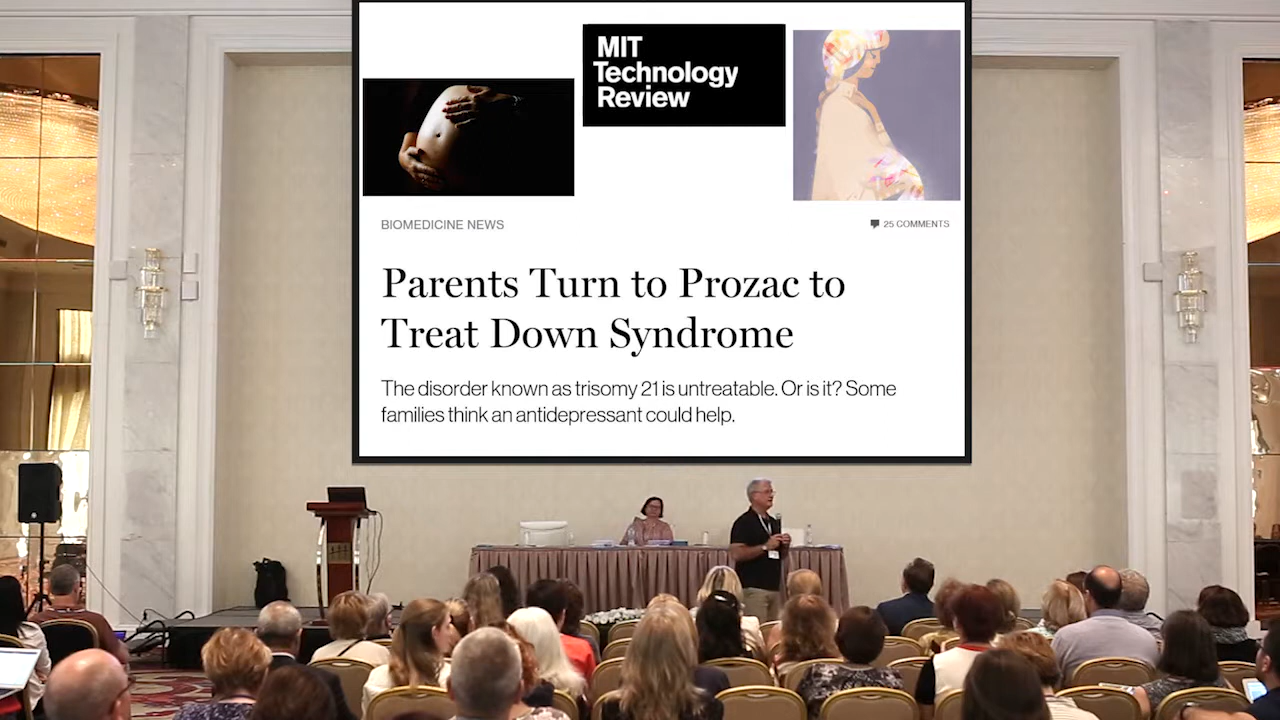 MIT
Technology
Review
BIOMEDICINE NEWS
25 COMMENTS
Parents Turn to Prozac to
Treat Down Syndrome
The disorder known as trisomy 21 is untreatable. Or is it? Some
families think an antidepressant could help.